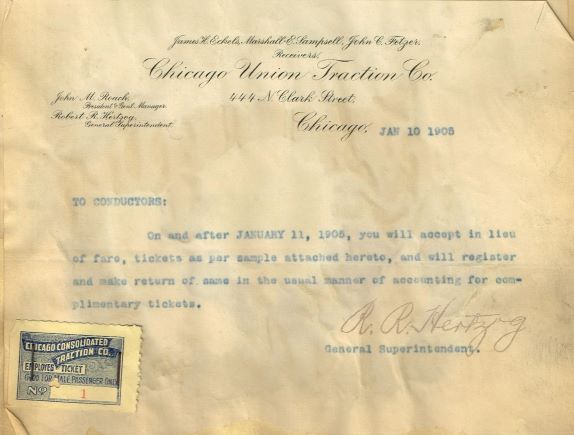 James H. Eckels, Marshall E. Sampsell, John C. Fetzer.
Receivers.
Chicago Union Traction Co.
444 N. Clark Street.
John M. Roach,
President & Genl. Manager.
Robert R. Hertzog,
General Superintendent.
Chicago, JAN 10 1905
TO CONDUCTORS:
On and after JANUARY 11, 1905, you will accept in lieu
of fare, tickets as per sample attached hereto, and will register
and make return of same in the usual manner of accounting for com-
plimentary tickets.
R. R. Hertzog
General Superintendent.
CHICAGO CONSOLIDATED
TRACTION CO.
EMPLOYES TICKET
GOOD FOR MALE PASSENGER ONLY
No 1